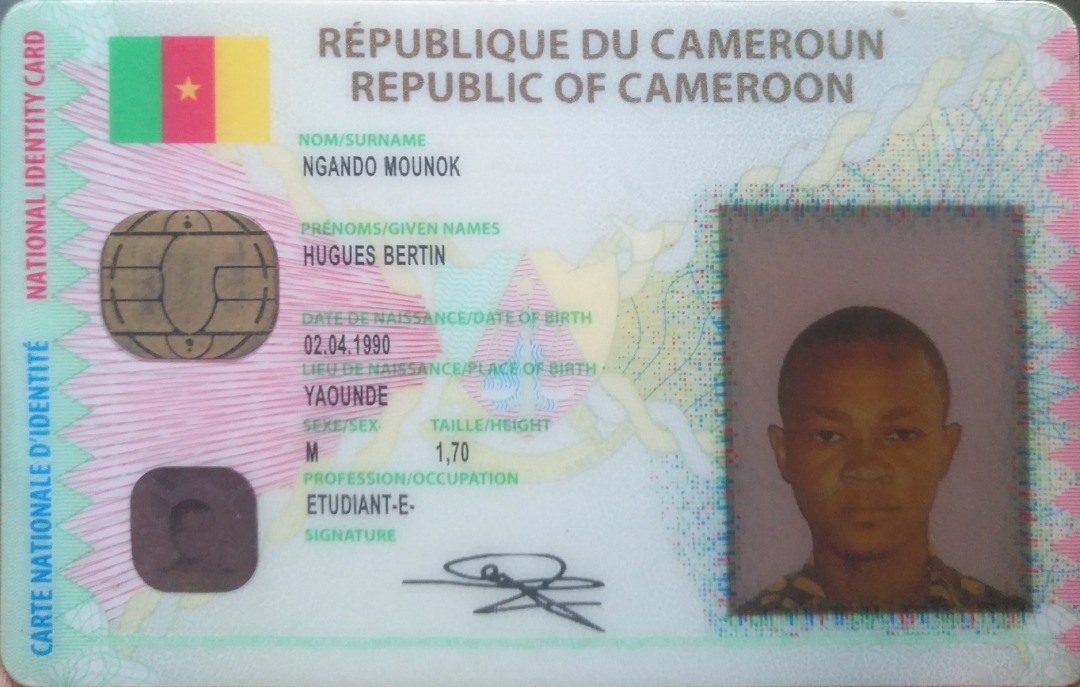 RÉPUBLIQUE DU CAMEROUN
REPUBLIC OF CAMEROON
NATIONAL IDENTITY CARD
CARTE NATIONALE D'IDENTITÉ
NOM/SURNAME
NGANDO MOUNOK
PRÉNOMS/GIVEN NAMES
HUGUES BERTIN
DATE DE NAISSANCE/DATE OF BIRTH
02.04.1990
LIEU DE NAISSANCE/PLACE OF BIRTH
YAOUNDE
SEXE/SEX TAILLE/HEIGHT
M 1,70
PROFESSION/OCCUPATION
ETUDIANT-E-
SIGNATURE